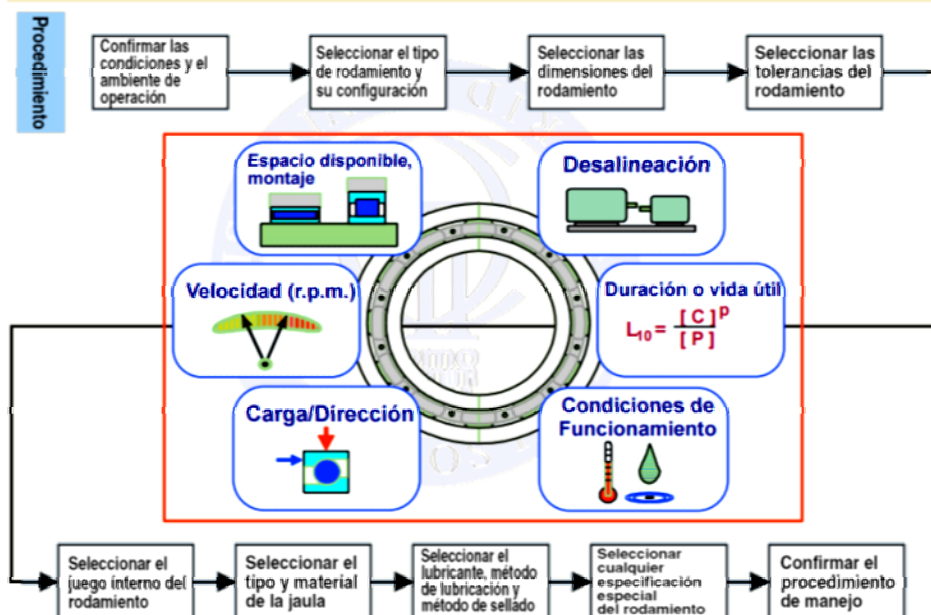 Procedimiento
Confirmar las
condiciones y el
ambiente de
operación
Seleccionar el tipo
de rodamiento y
su configuración
Seleccionar las
dimensiones del
rodamiento
Seleccionar las
tolerancias del
rodamiento
Espacio disponible,
montaje
Desalineación
Velocidad (r.p.m.)
Duración o vida útil
L10 = [ C ]p
[ P ]
Carga/Dirección
Condiciones de
Funcionamiento
Seleccionar el
juego interno del
rodamiento
Seleccionar el
tipo y material
de la jaula
Seleccionar el
lubricante, método
de lubricación y
método de sellado
Seleccionar
cualquier
especificación
especial
del rodamiento
Confirmar el
procedimiento
de manejo